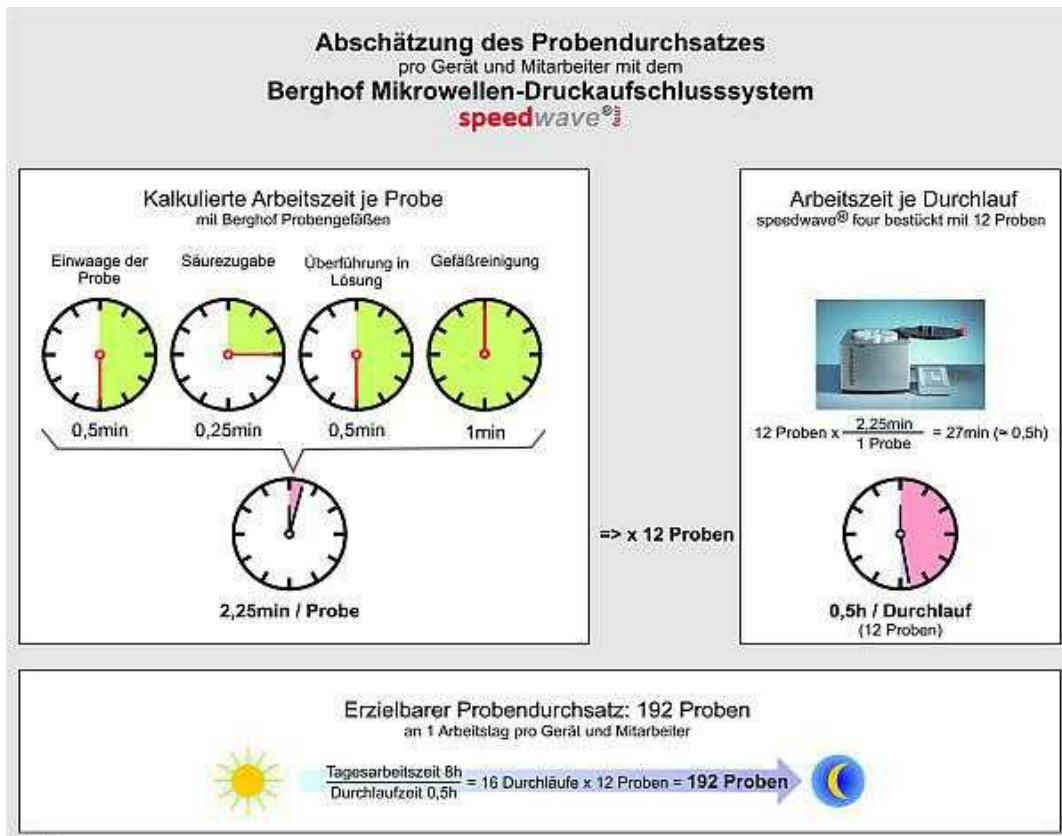 Abschätzung des Probendurchsatzes
pro Gerät und Mitarbeiter mit dem
Berghof Mikrowellen-Druckaufschlusssystem
speedwave® four
Kalkulierte Arbeitszeit je Probe
mit Berghof Probengefäßen
Einwaage der
Probe
Säurezugabe
Überführung in
Lösung
Gefäßreinigung
0,5min
0,25min
0,5min
1min
2,25min / Probe
=> x 12 Proben
Arbeitszeit je Durchlauf
speedwave® four bestückt mit 12 Proben
12 Proben x 2,25min / 1 Probe = 27min (≈ 0,5h)
0,5h / Durchlauf
(12 Proben)
Erzielbarer Probendurchsatz: 192 Proben
an 1 Arbeitstag pro Gerät und Mitarbeiter
Tagesarbeitszeit 8h
Durchlaufzeit 0,5h
= 16 Durchläufe x 12 Proben = 192 Proben